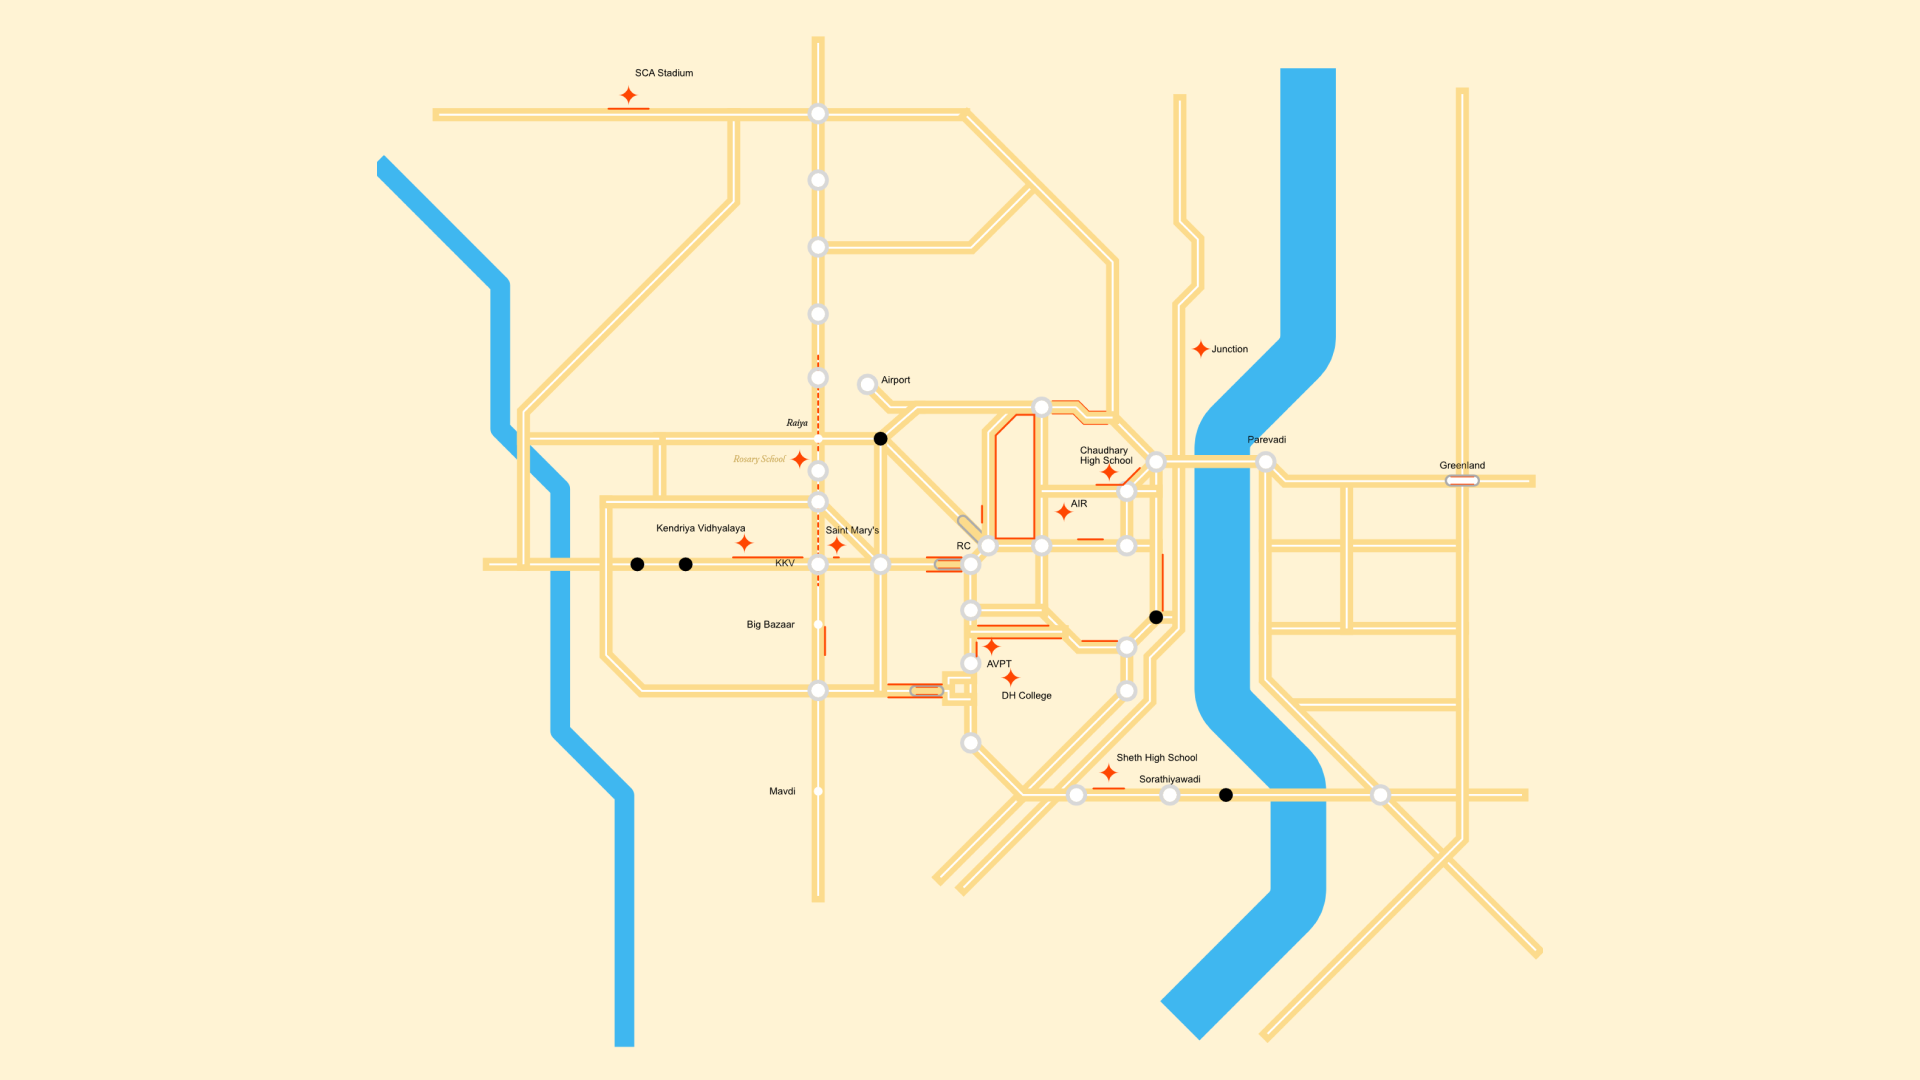 SCA Stadium
Junction
Airport
Raiya
Rosary School
Chaudhary
High School
Parevadi
Greenland
AIR
Kendriya Vidhyalaya
Saint Mary's
RC
KKV
Big Bazaar
AVPT
DH College
Sheth High School
Sorathiyawadi
Mavdi